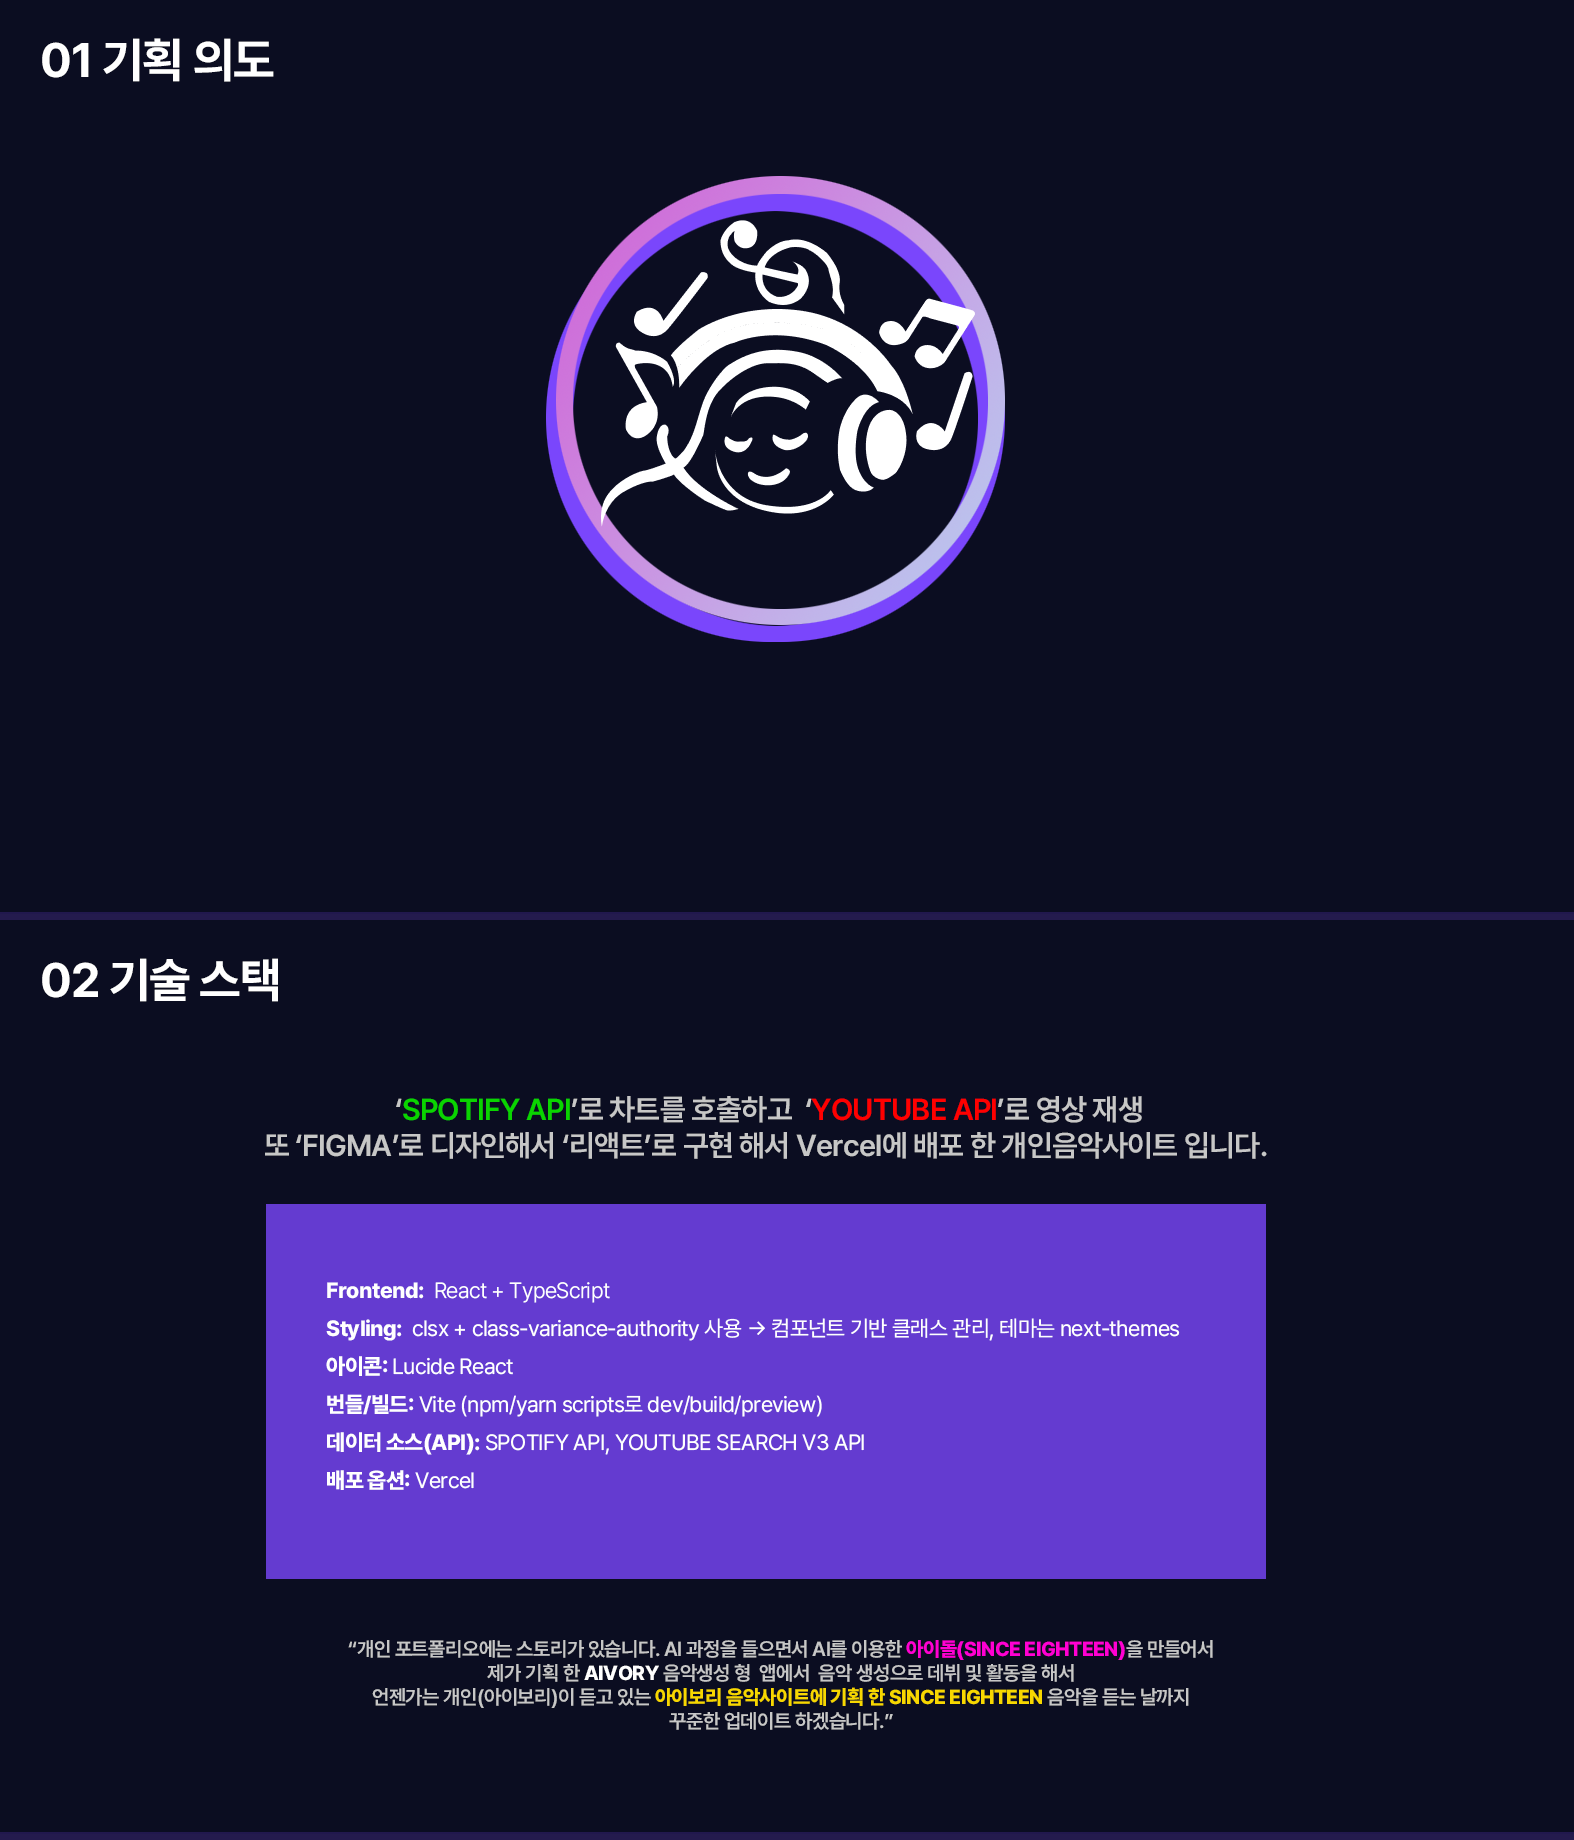 01 기획 의도
02 기술 스택
‘SPOTIFY API’로 차트를 호출하고  ‘YOUTUBE API’로 영상 재생
또 ‘FIGMA’로 디자인해서 ‘리액트’로 구현 해서 Vercel에 배포 한 개인음악사이트 입니다.
Frontend:  React + TypeScript
Styling:  clsx + class-variance-authority 사용 → 컴포넌트 기반 클래스 관리, 테마는 next-themes
아이콘: Lucide React
번들/빌드: Vite (npm/yarn scripts로 dev/build/preview)
데이터 소스(API): SPOTIFY API, YOUTUBE SEARCH V3 API
배포 옵션: Vercel
“개인 포트폴리오에는 스토리가 있습니다. AI 과정을 들으면서 AI를 이용한 아이돌(SINCE EIGHTEEN)을 만들어서
제가 기획 한 AIVORY 음악생성 형  앱에서  음악 생성으로 데뷔 및 활동을 해서
언젠가는 개인(아이보리)이 듣고 있는 아이보리 음악사이트에 기획 한 SINCE EIGHTEEN 음악을 듣는 날까지
꾸준한 업데이트 하겠습니다.”